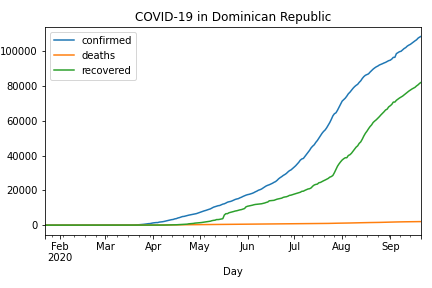 COVID-19 in Dominican Republic
confirmed
deaths
recovered
100000
80000
60000
40000
20000
0
Feb Mar Apr May Jun Jul Aug Sep
2020
Day